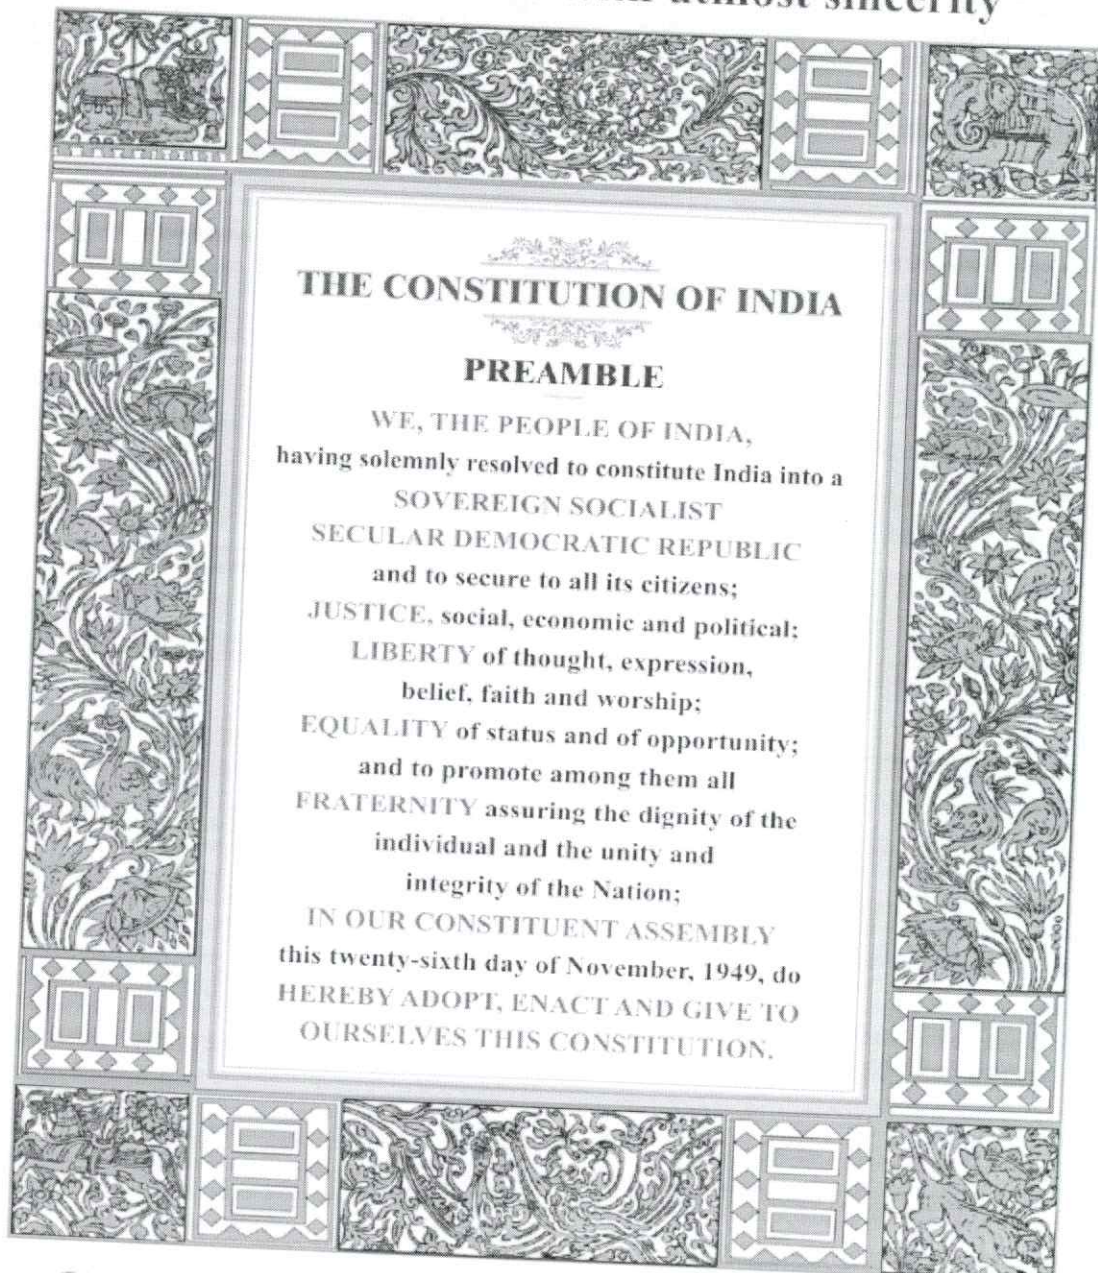 utmost sincerity
THE CONSTITUTION OF INDIA
PREAMBLE
WE, THE PEOPLE OF INDIA,
having solemnly resolved to constitute India into a
SOVEREIGN SOCIALIST
SECULAR DEMOCRATIC REPUBLIC
and to secure to all its citizens;
JUSTICE, social, economic and political;
LIBERTY of thought, expression,
belief, faith and worship;
EQUALITY of status and of opportunity;
and to promote among them all
FRATERNITY assuring the dignity of the
individual and the unity and
integrity of the Nation;
IN OUR CONSTITUENT ASSEMBLY
this twenty-sixth day of November, 1949, do
HEREBY ADOPT, ENACT AND GIVE TO
OURSELVES THIS CONSTITUTION.